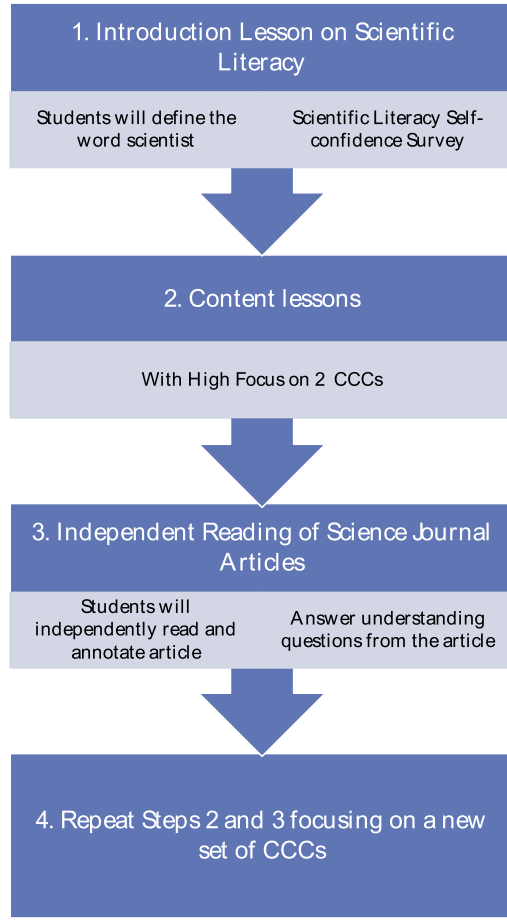 1. Introduction Lesson on Scientific
Literacy
Students will define the
word scientist
Scientific Literacy Self-
confidence Survey
2. Content lessons
With High Focus on 2 CCCs
3. Independent Reading of Science Journal
Articles
Students will
independently read and
annotate article
Answer understanding
questions from the article
4. Repeat Steps 2 and 3 focusing on a new
set of CCCs